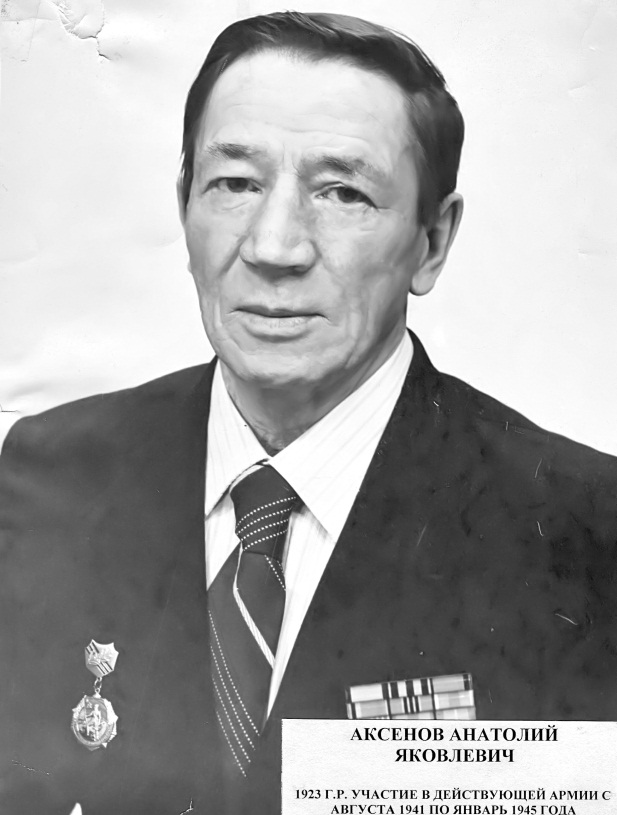 АКСЕНОВ АНАТОЛИЙ
ЯКОВЛЕВИЧ
1923 Г.Р. УЧАСТИЕ В ДЕЙСТВУЮЩЕЙ АРМИИ С
АВГУСТА 1941 ПО ЯНВАРЬ 1945 ГОДА